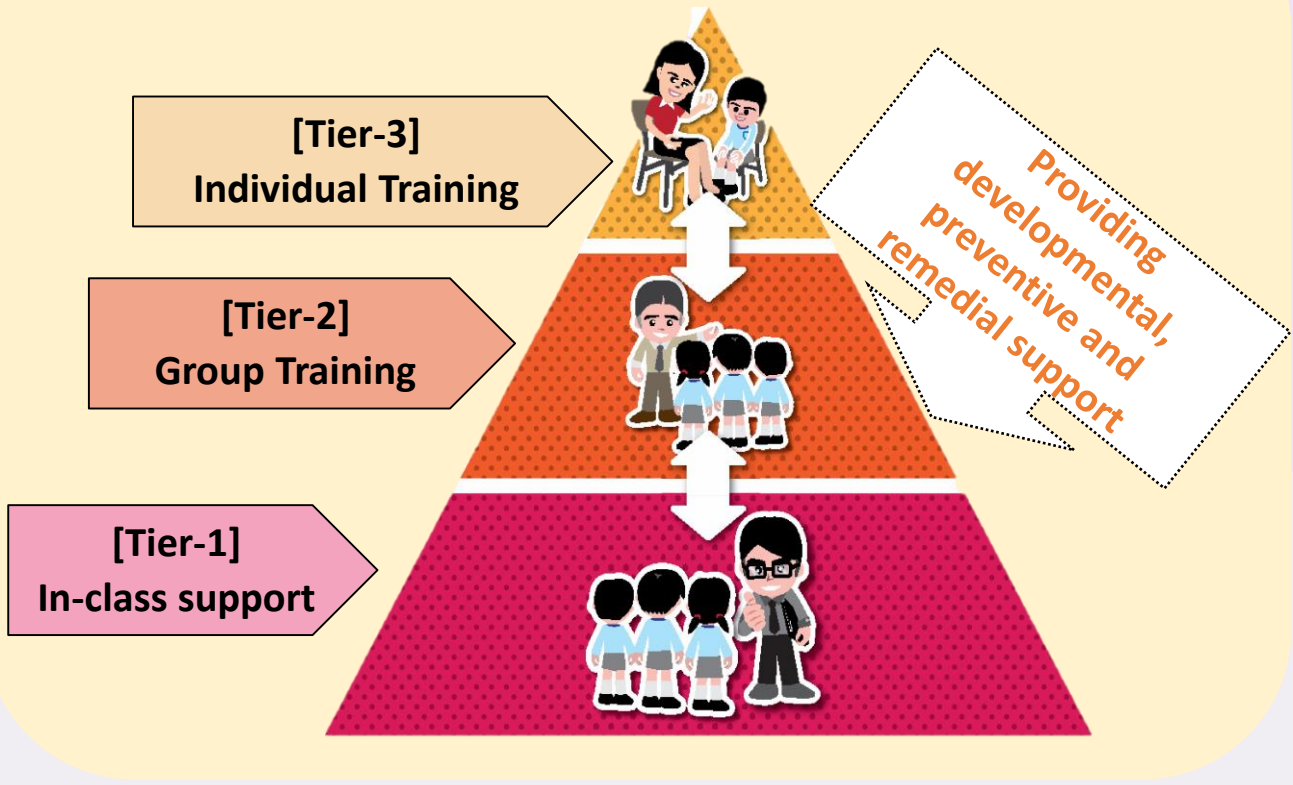 [Tier-3]
Individual Training
Providing
developmental,
preventive and
remedial support
[Tier-2]
Group Training
[Tier-1]
In-class support